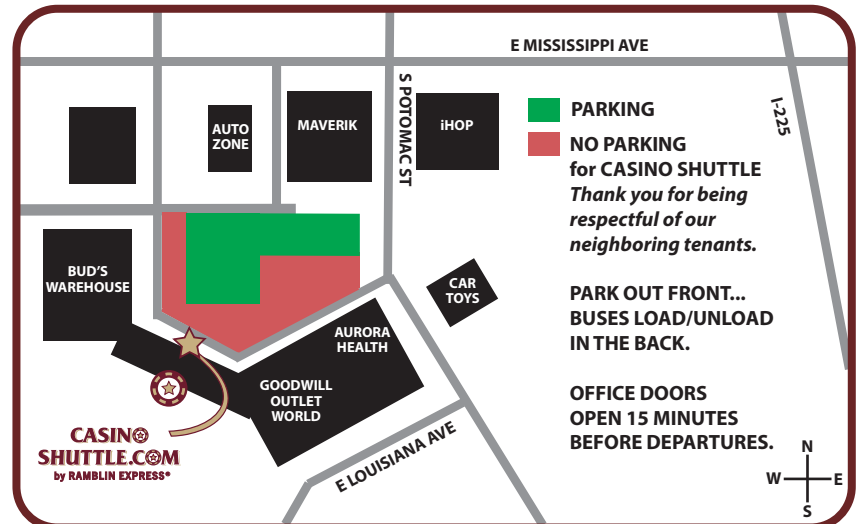 E MISSISSIPPI AVE
S POTOMAC ST
I-225
AUTO
ZONE
MAVERIK
iHOP
PARKING
NO PARKING
for CASINO SHUTTLE
Thank you for being
respectful of our
neighboring tenants.
BUD'S
WAREHOUSE
CAR
TOYS
PARK OUT FRONT...
BUSES LOAD/UNLOAD
IN THE BACK.
AURORA
HEALTH
GOODWILL
OUTLET
WORLD
OFFICE DOORS
OPEN 15 MINUTES
BEFORE DEPARTURES.
E LOUISIANA AVE
CASINO
SHUTTLE.COM
by RAMBLIN EXPRESS®
N
W
E
S